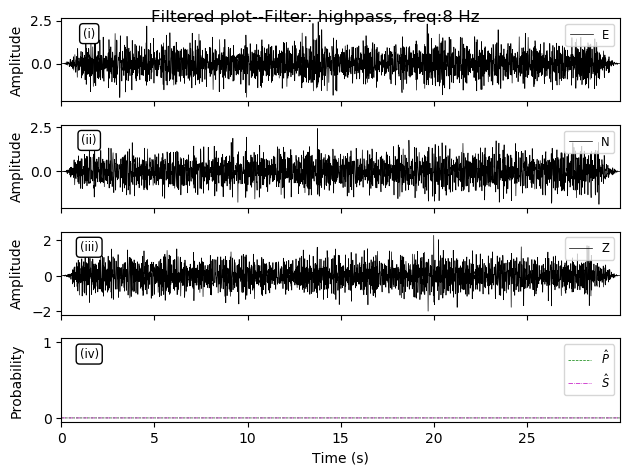 Filtered plot--Filter: highpass, freq:8 Hz
(i)
E
Amplitude
2.5
0.0
(ii)
N
Amplitude
2.5
0.0
(iii)
Z
Amplitude
2
0
−2
(iv)
P̂
Ŝ
Probability
1
0
0 5 10 15 20 25
Time (s)